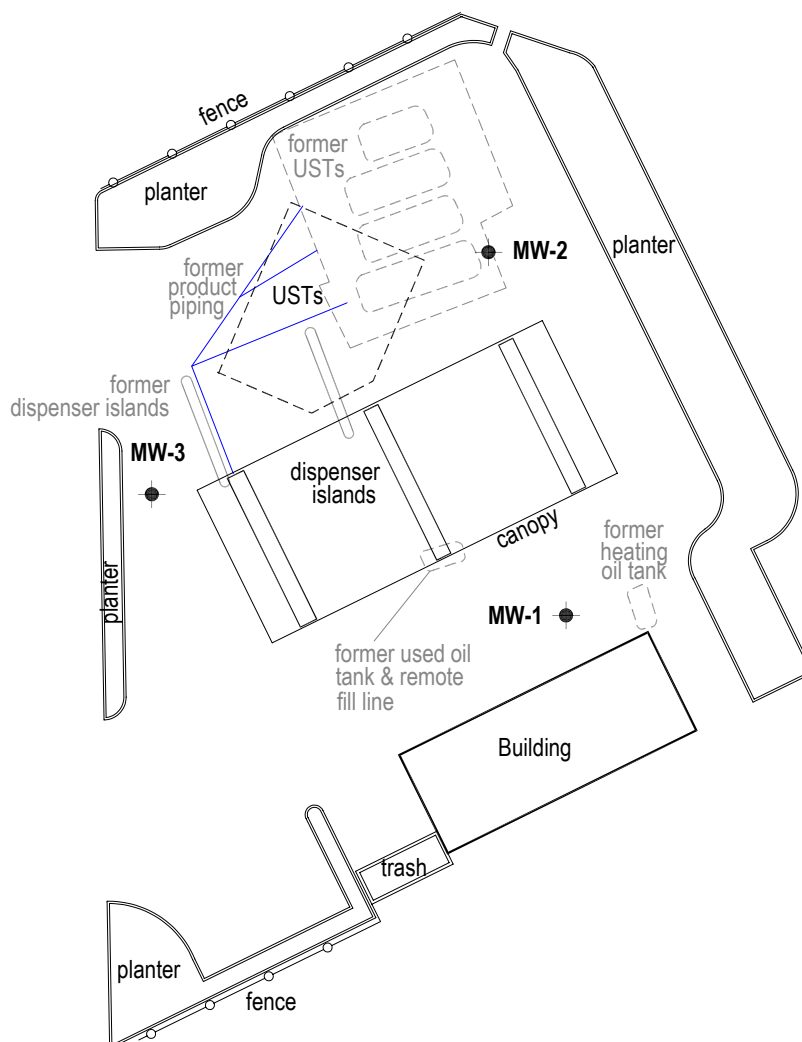 fence
former
USTs
planter
MW-2
planter
former
product
piping
USTs
former
dispenser islands
MW-3
dispenser
islands
canopy
former
heating
oil tank
planter
MW-1
former used oil
tank & remote
fill line
Building
trash
planter
fence